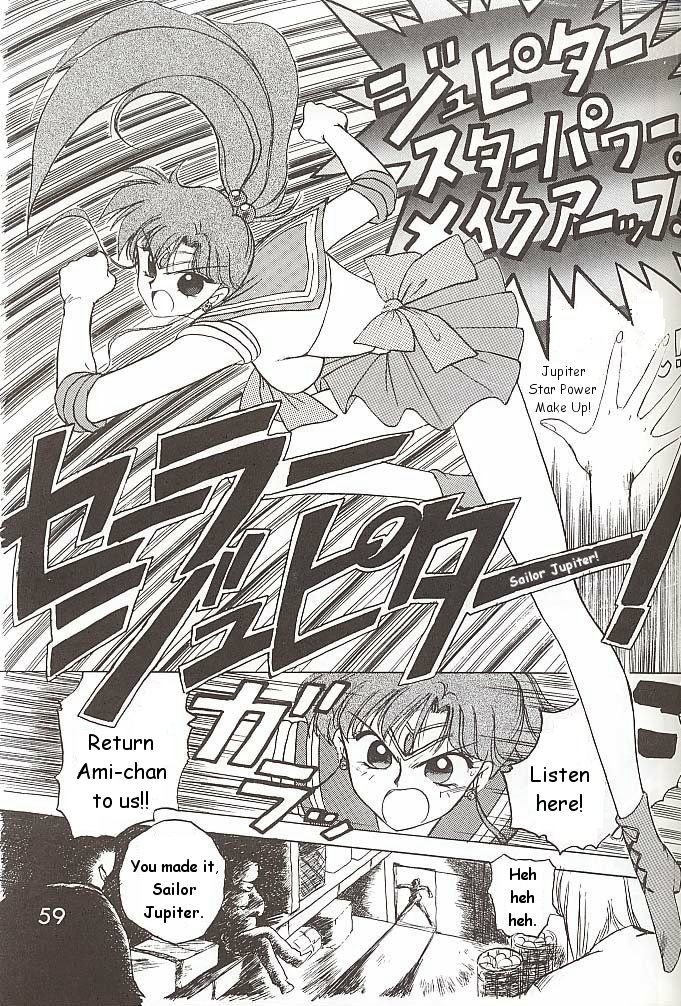 ジュピター
スターパワー
メイクアーップ!
Jupiter
Star Power
Make Up!
セーラー
ジュピター!
Sailor Jupiter!
Listen
here!
ガラッ
Return
Ami-chan
to us!!
Heh
heh
heh.
You made it,
Sailor
Jupiter.
59